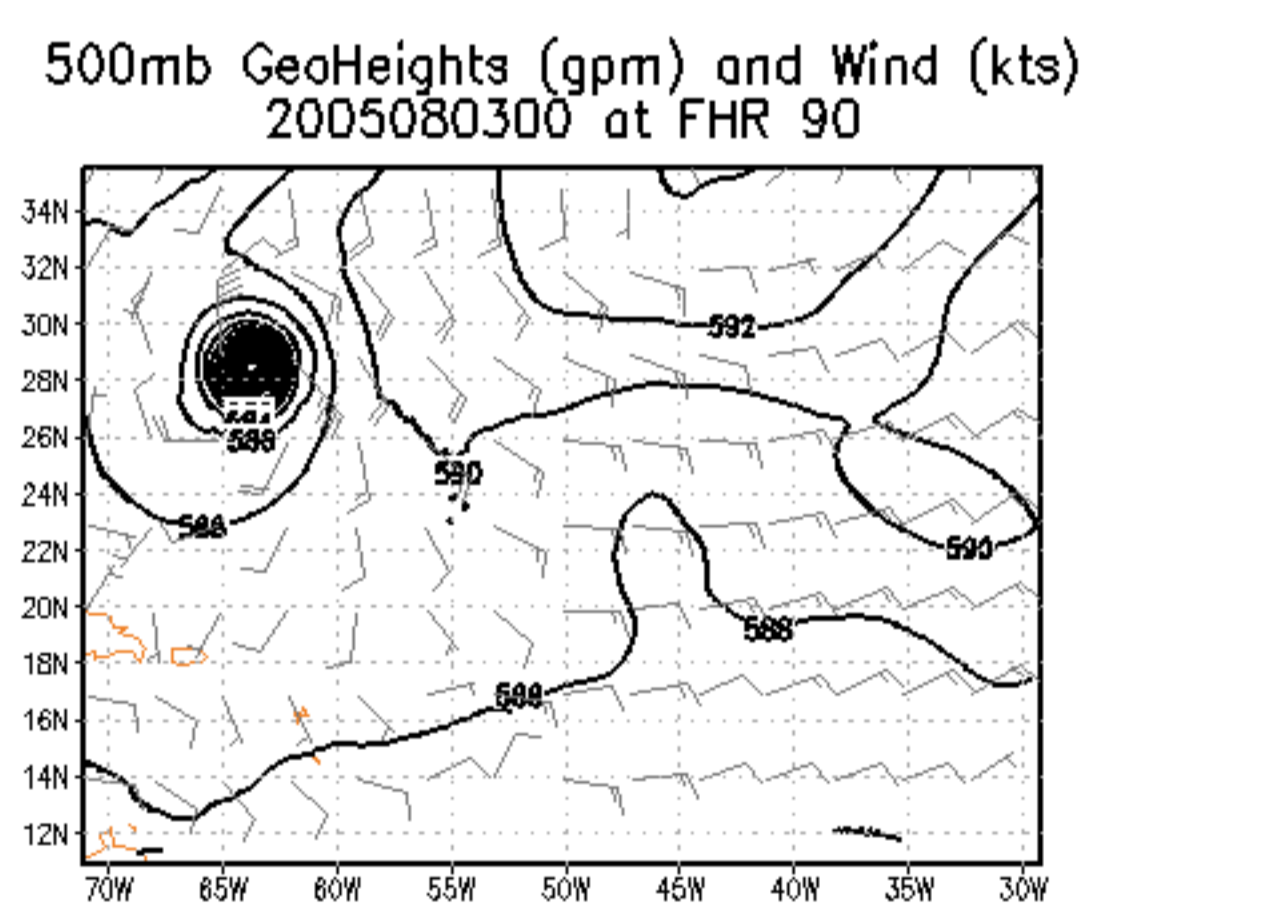 500mb GeoHeights (gpm) and Wind (kts)
2005080300 at FHR 90
34N
32N
592
30N
28N
588
26N
590
24N
588
590
22N
20N
588
18N
588
16N
14N
12N
70W 65W 60W 55W 50W 45W 40W 35W 30W